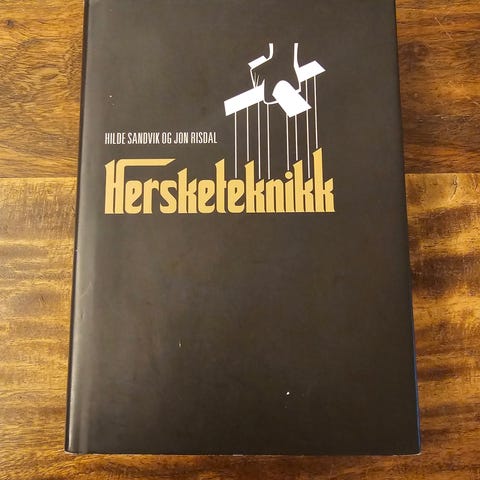 HILDE SANDVIK OG JON RISDAL
Hersketeknikk